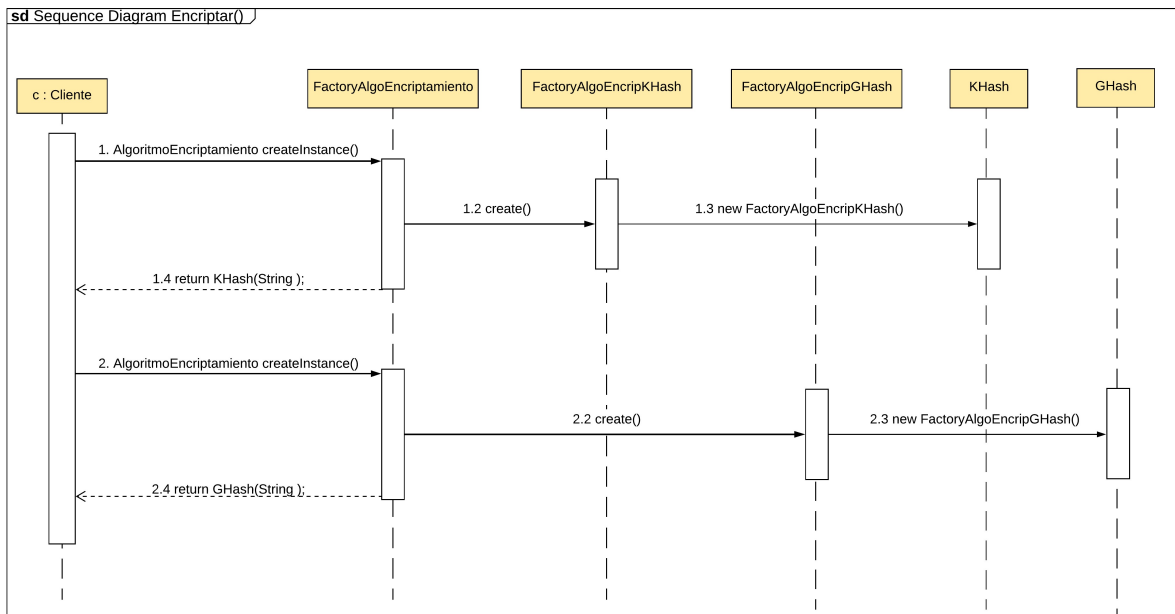 sd Sequence Diagram Encriptar()
c : Cliente
FactoryAlgoEncriptamiento
FactoryAlgoEncripKHash
FactoryAlgoEncripGHash
KHash
GHash
1. AlgoritmoEncriptamiento createInstance()
1.2 create()
1.3 new FactoryAlgoEncripKHash()
1.4 return KHash(String );
2. AlgoritmoEncriptamiento createInstance()
2.2 create()
2.3 new FactoryAlgoEncripGHash()
2.4 return GHash(String );